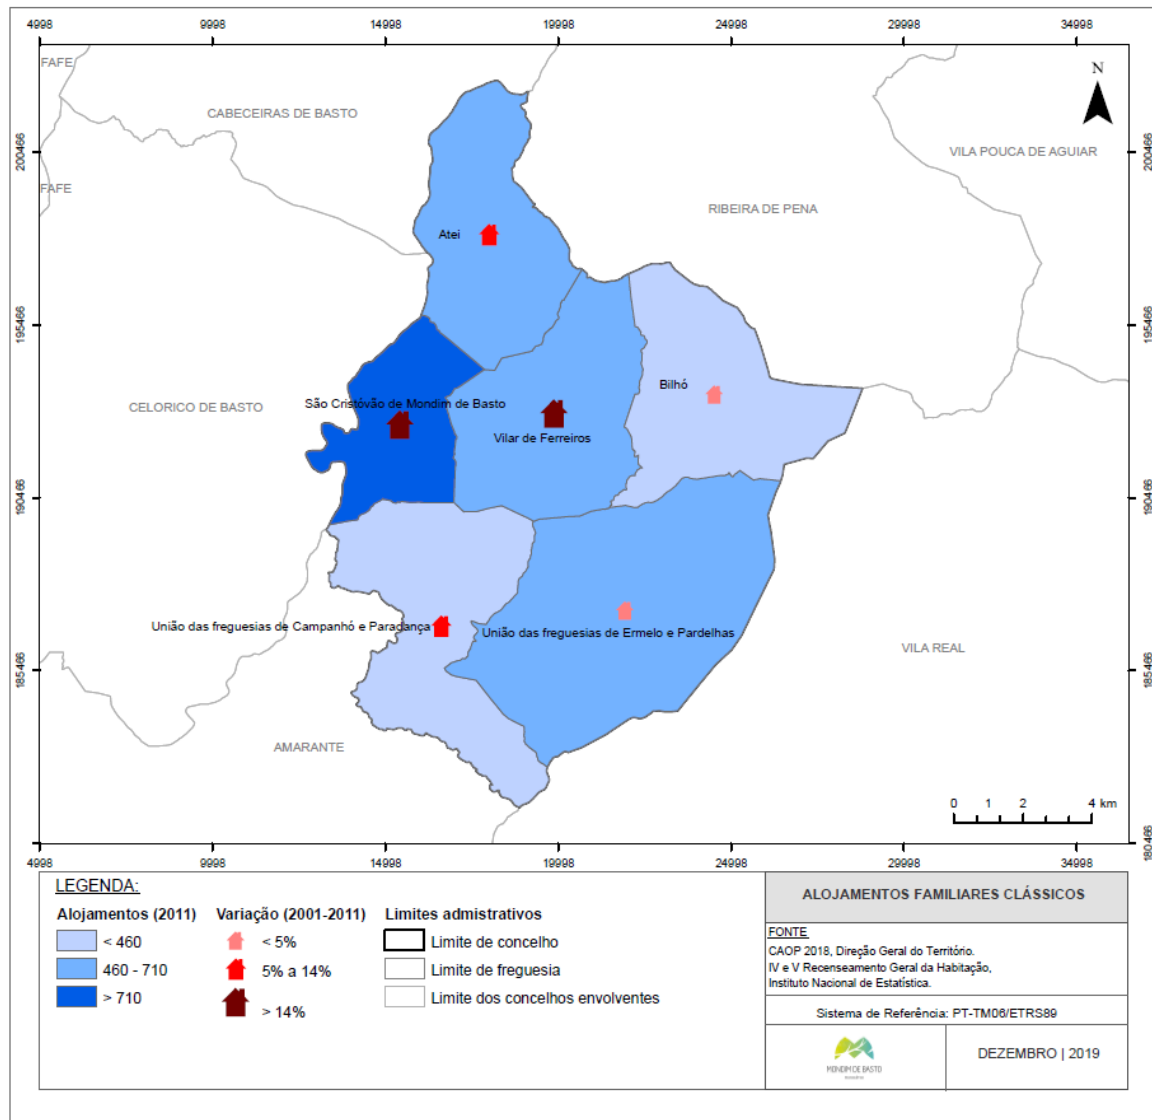 4998 9998 14998 19998 24998 29998 34998
FAFE
CABECEIRAS DE BASTO
N
200466
200466
VILA POUCA DE AGUIAR
FAFE
RIBEIRA DE PENA
Atei
195466
195466
Bilhó
CELORICO DE BASTO
São Cristóvão de Mondim de Basto
Vilar de Ferreiros
190466
190466
União das freguesias de Campanhó e Paradança
União das freguesias de Ermelo e Pardelhas
VILA REAL
185466
185466
AMARANTE
0 1 2 4 km
180466
4998 9998 14998 19998 24998 29998 34998
LEGENDA:
Alojamentos (2011)
< 460
460 - 710
> 710
Variação (2001-2011)
< 5%
5% a 14%
> 14%
Limites admistrativos
Limite de concelho
Limite de freguesia
Limite dos concelhos envolventes
ALOJAMENTOS FAMILIARES CLÁSSICOS
FONTE
CAOP 2018, Direção Geral do Território.
IV e V Recenseamento Geral da Habitação,
Instituto Nacional de Estatística.
Sistema de Referência: PT-TM06/ETRS89
MONDIM DE BASTO
DEZEMBRO | 2019